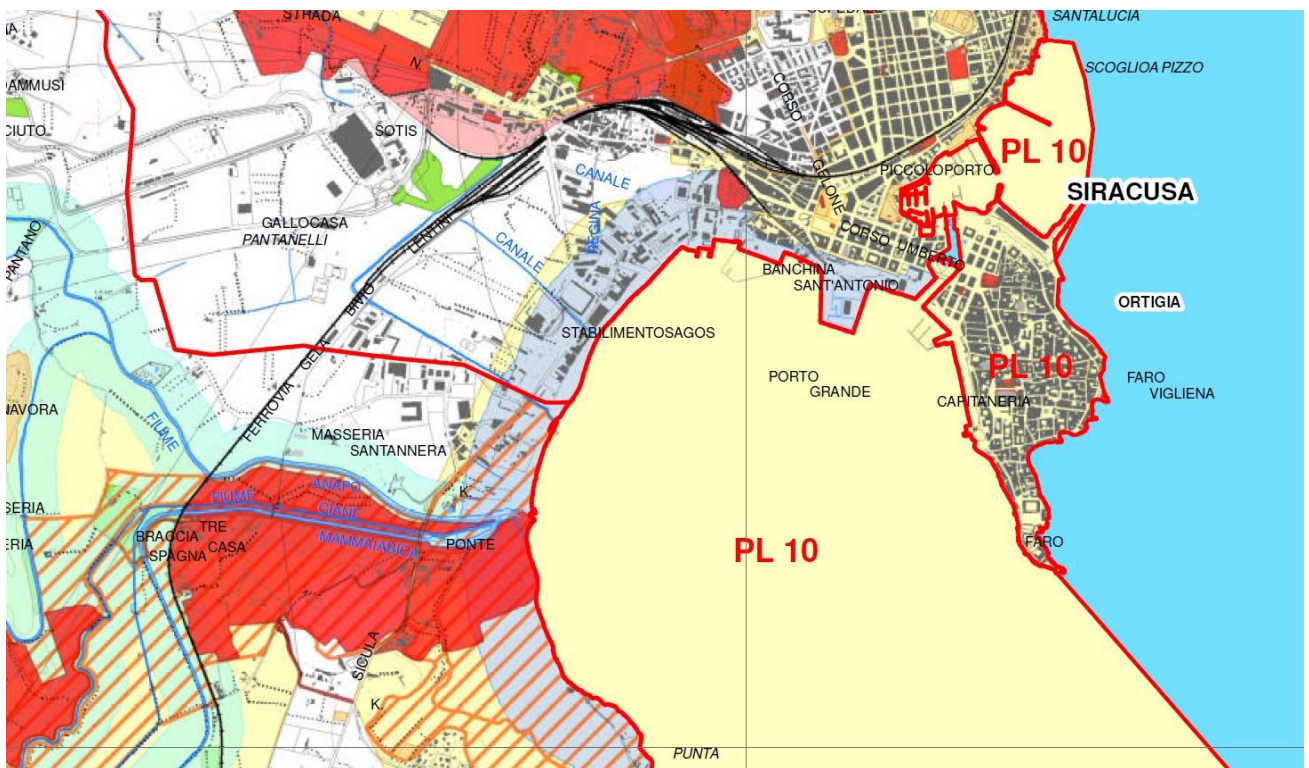 STRADA
SANTALUCIA
SCOGLIOA PIZZO
N.
CORSO
AMMUSI
CIUTO
SOTIS
PL 10
PICCOLOPORTO
CANALE
GELONE
SIRACUSA
REGINA
GALLOCASA
PANTANELLI
LENTINI
CANALE
CORSO UMBERTO
PANTANO
BANCHINA
SANT'ANTONIO
BIVIO
ORTIGIA
STABILIMENTOSAGOS
GELA
PL 10
PORTO
GRANDE
FARO
VIGLIENA
CAPITANERIA
NAVORA
FERROVIA
FIUME
MASSERIA
SANTANNERA
ANAPO
FIUME
K.
SERIA
CIANE
TRE
BRACCIA
CASA
MAMMAIABICA
PONTE
ERIA
SPAGNA
PL 10
FARO
SICULA
K.
PUNTA